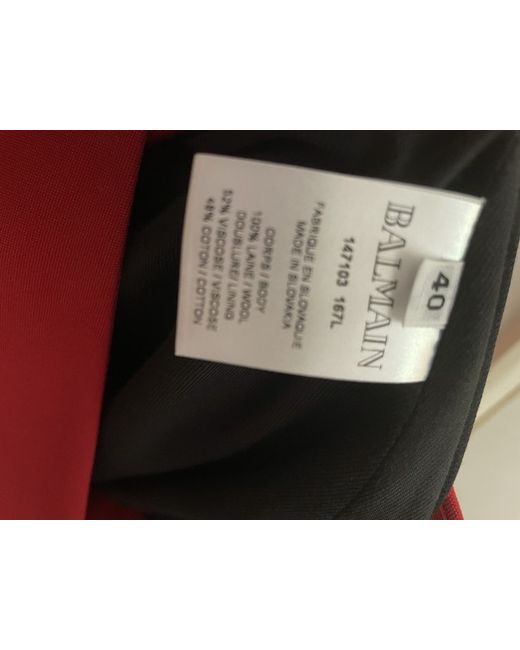 BALMAIN
40
147103 167L
FABRIQUE EN SLOVAQUIE
MADE IN SLOVAKIA
CORPS / BODY
100% LAINE / WOOL
DOUBLURE / LINING
52% VISCOSE / VISCOSE
48% COTON / COTTON